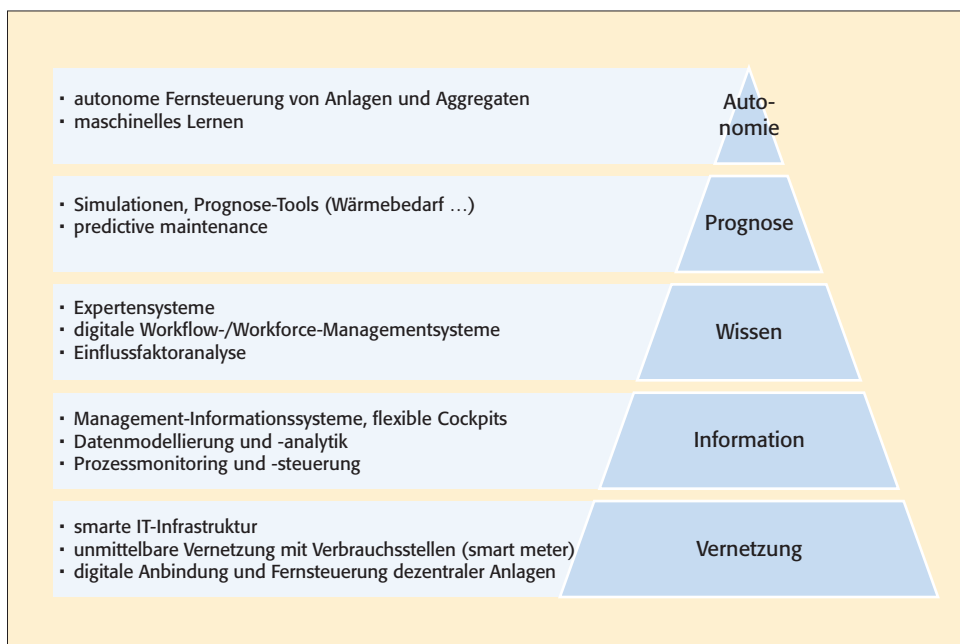 · autonome Fernsteuerung von Anlagen und Aggregaten
· maschinelles Lernen
Auto-
nomie
· Simulationen, Prognose-Tools (Wärmebedarf …)
· predictive maintenance
Prognose
· Expertensysteme
· digitale Workflow-/Workforce-Managementsysteme
· Einflussfaktoranalyse
Wissen
· Management-Informationssysteme, flexible Cockpits
· Datenmodellierung und -analytik
· Prozessmonitoring und -steuerung
Information
· smarte IT-Infrastruktur
· unmittelbare Vernetzung mit Verbrauchsstellen (smart meter)
· digitale Anbindung und Fernsteuerung dezentraler Anlagen
Vernetzung